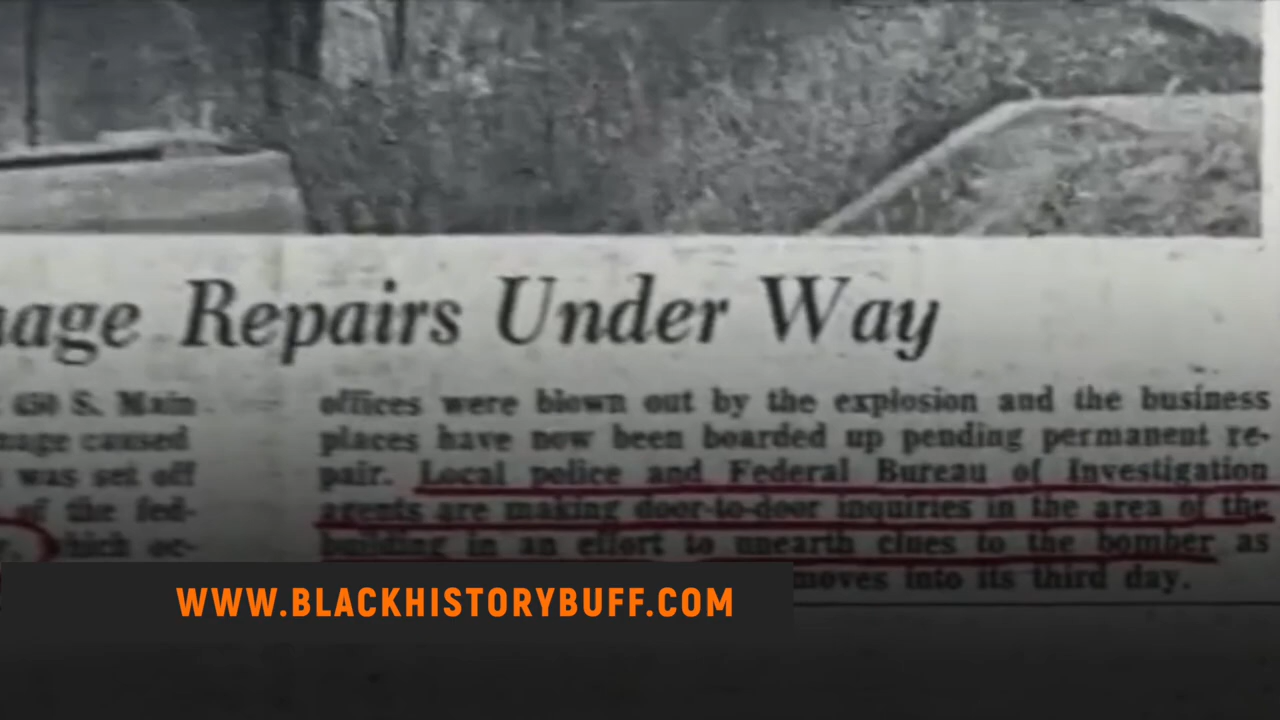 age Repairs Under Way
650 S. Main
caused
was set off
of the fed-
hich oc-
offices were blown out by the explosion and the business
places have now been boarded up pending permanent re-
pair. Local police and Federal Bureau of Investigation
agents are making door-to-door inquiries in the area of the
building in an effort to unearth clues to the bomber as
moves into its third day.
WWW.BLACKHISTORYBUFF.COM